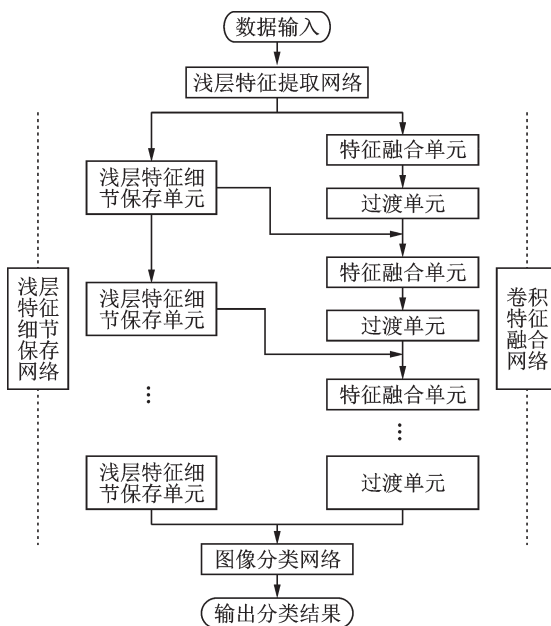 数据输入
浅层特征提取网络
特征融合单元
浅层特征细
节保存单元
过渡单元
浅层
特征
细节
保存
网络
特征融合单元
卷积
特征
融合
网络
浅层特征细
节保存单元
过渡单元
特征融合单元
浅层特征细
节保存单元
过渡单元
图像分类网络
输出分类结果